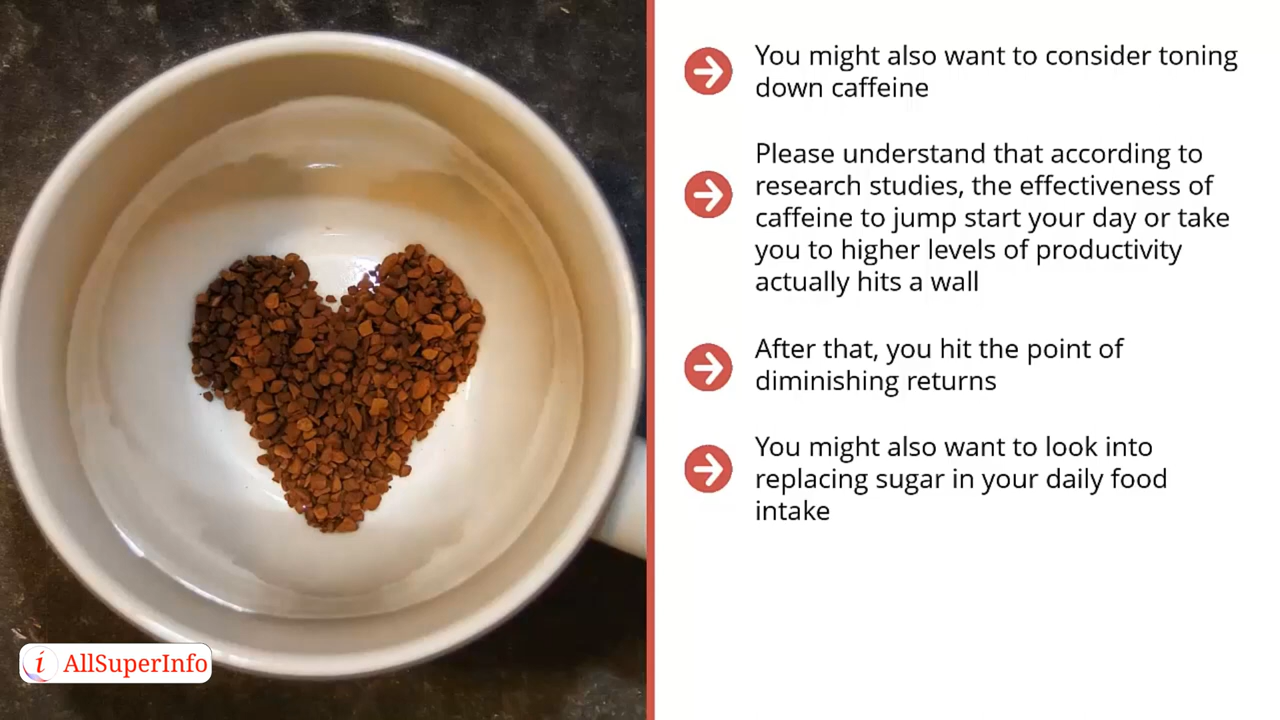 You might also want to consider toning
down caffeine
Please understand that according to
research studies, the effectiveness of
caffeine to jump start your day or take
you to higher levels of productivity
actually hits a wall
After that, you hit the point of
diminishing returns
You might also want to look into
replacing sugar in your daily food
intake
i AllSuperInfo